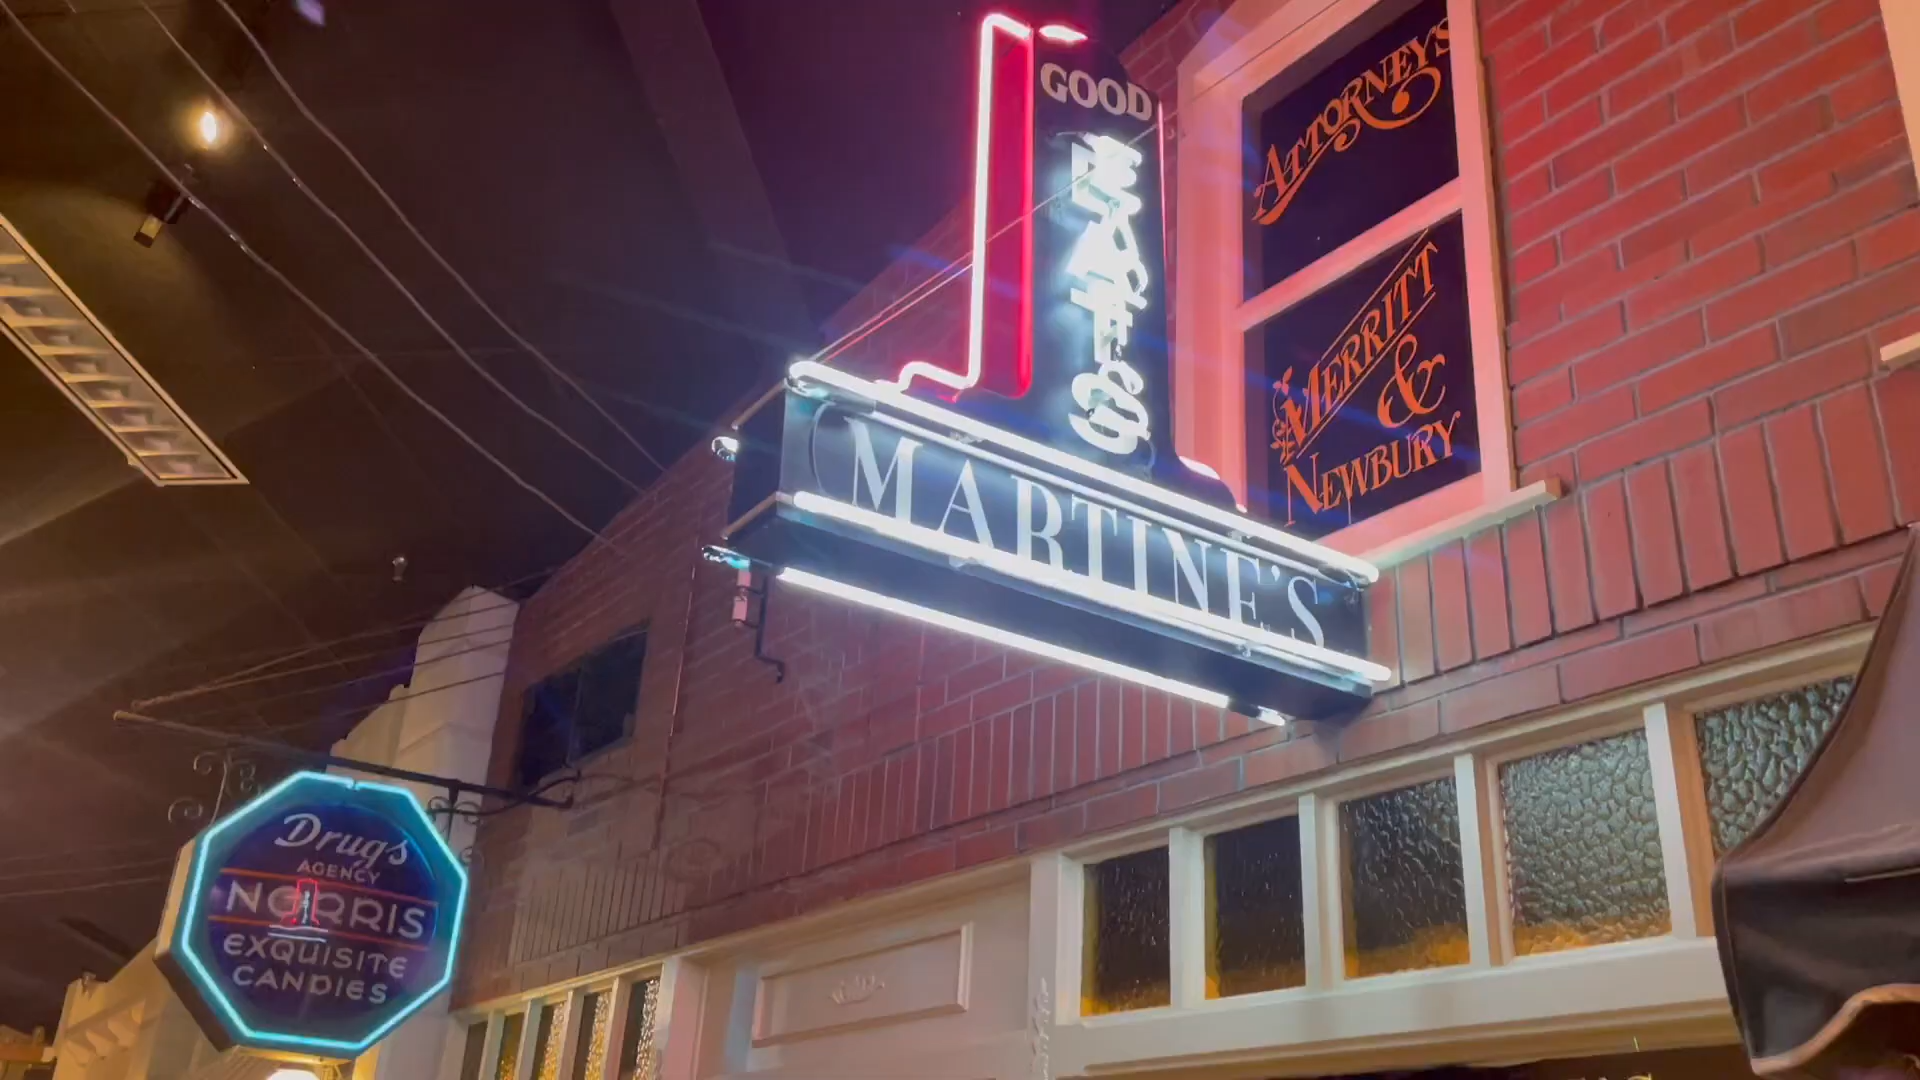 GOOD
EATS
MARTINE'S
ATTORNEYS
MERRITT
&
NEWBURY
Drugs
AGENCY
NORRIS
EXQUISITE
CANDIES